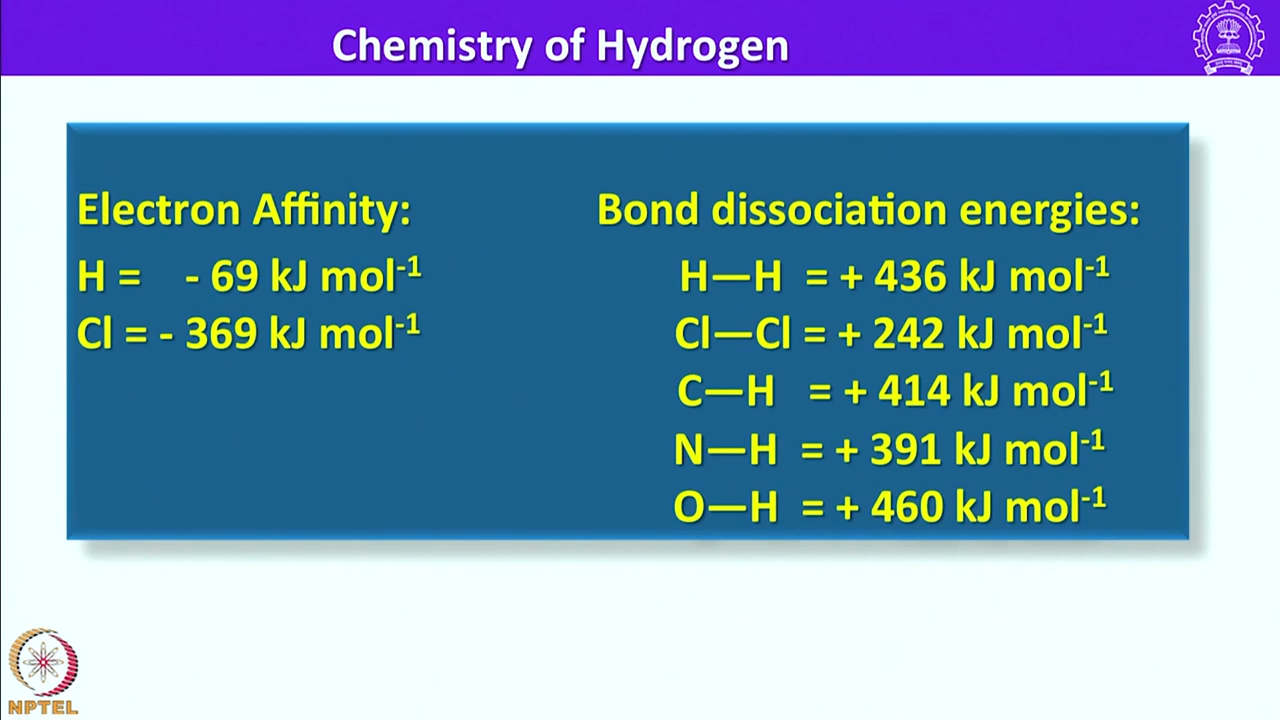 Chemistry of Hydrogen
Electron Affinity:
H = - 69 kJ mol⁻¹
Cl = - 369 kJ mol⁻¹
Bond dissociation energies:
H—H = + 436 kJ mol⁻¹
Cl—Cl = + 242 kJ mol⁻¹
C—H = + 414 kJ mol⁻¹
N—H = + 391 kJ mol⁻¹
O—H = + 460 kJ mol⁻¹
NPTEL